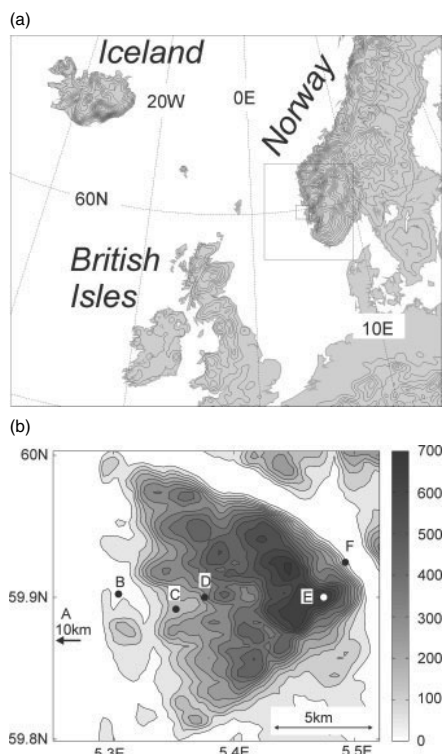 (a)
Iceland
20W
0E
Norway
60N
British
Isles
10E
(b)
60N
700
600
F
500
B
D
59.9N
C
E
400
A
10km
300
200
100
5km
59.8N
0
5.3E
5.4E
5.5E